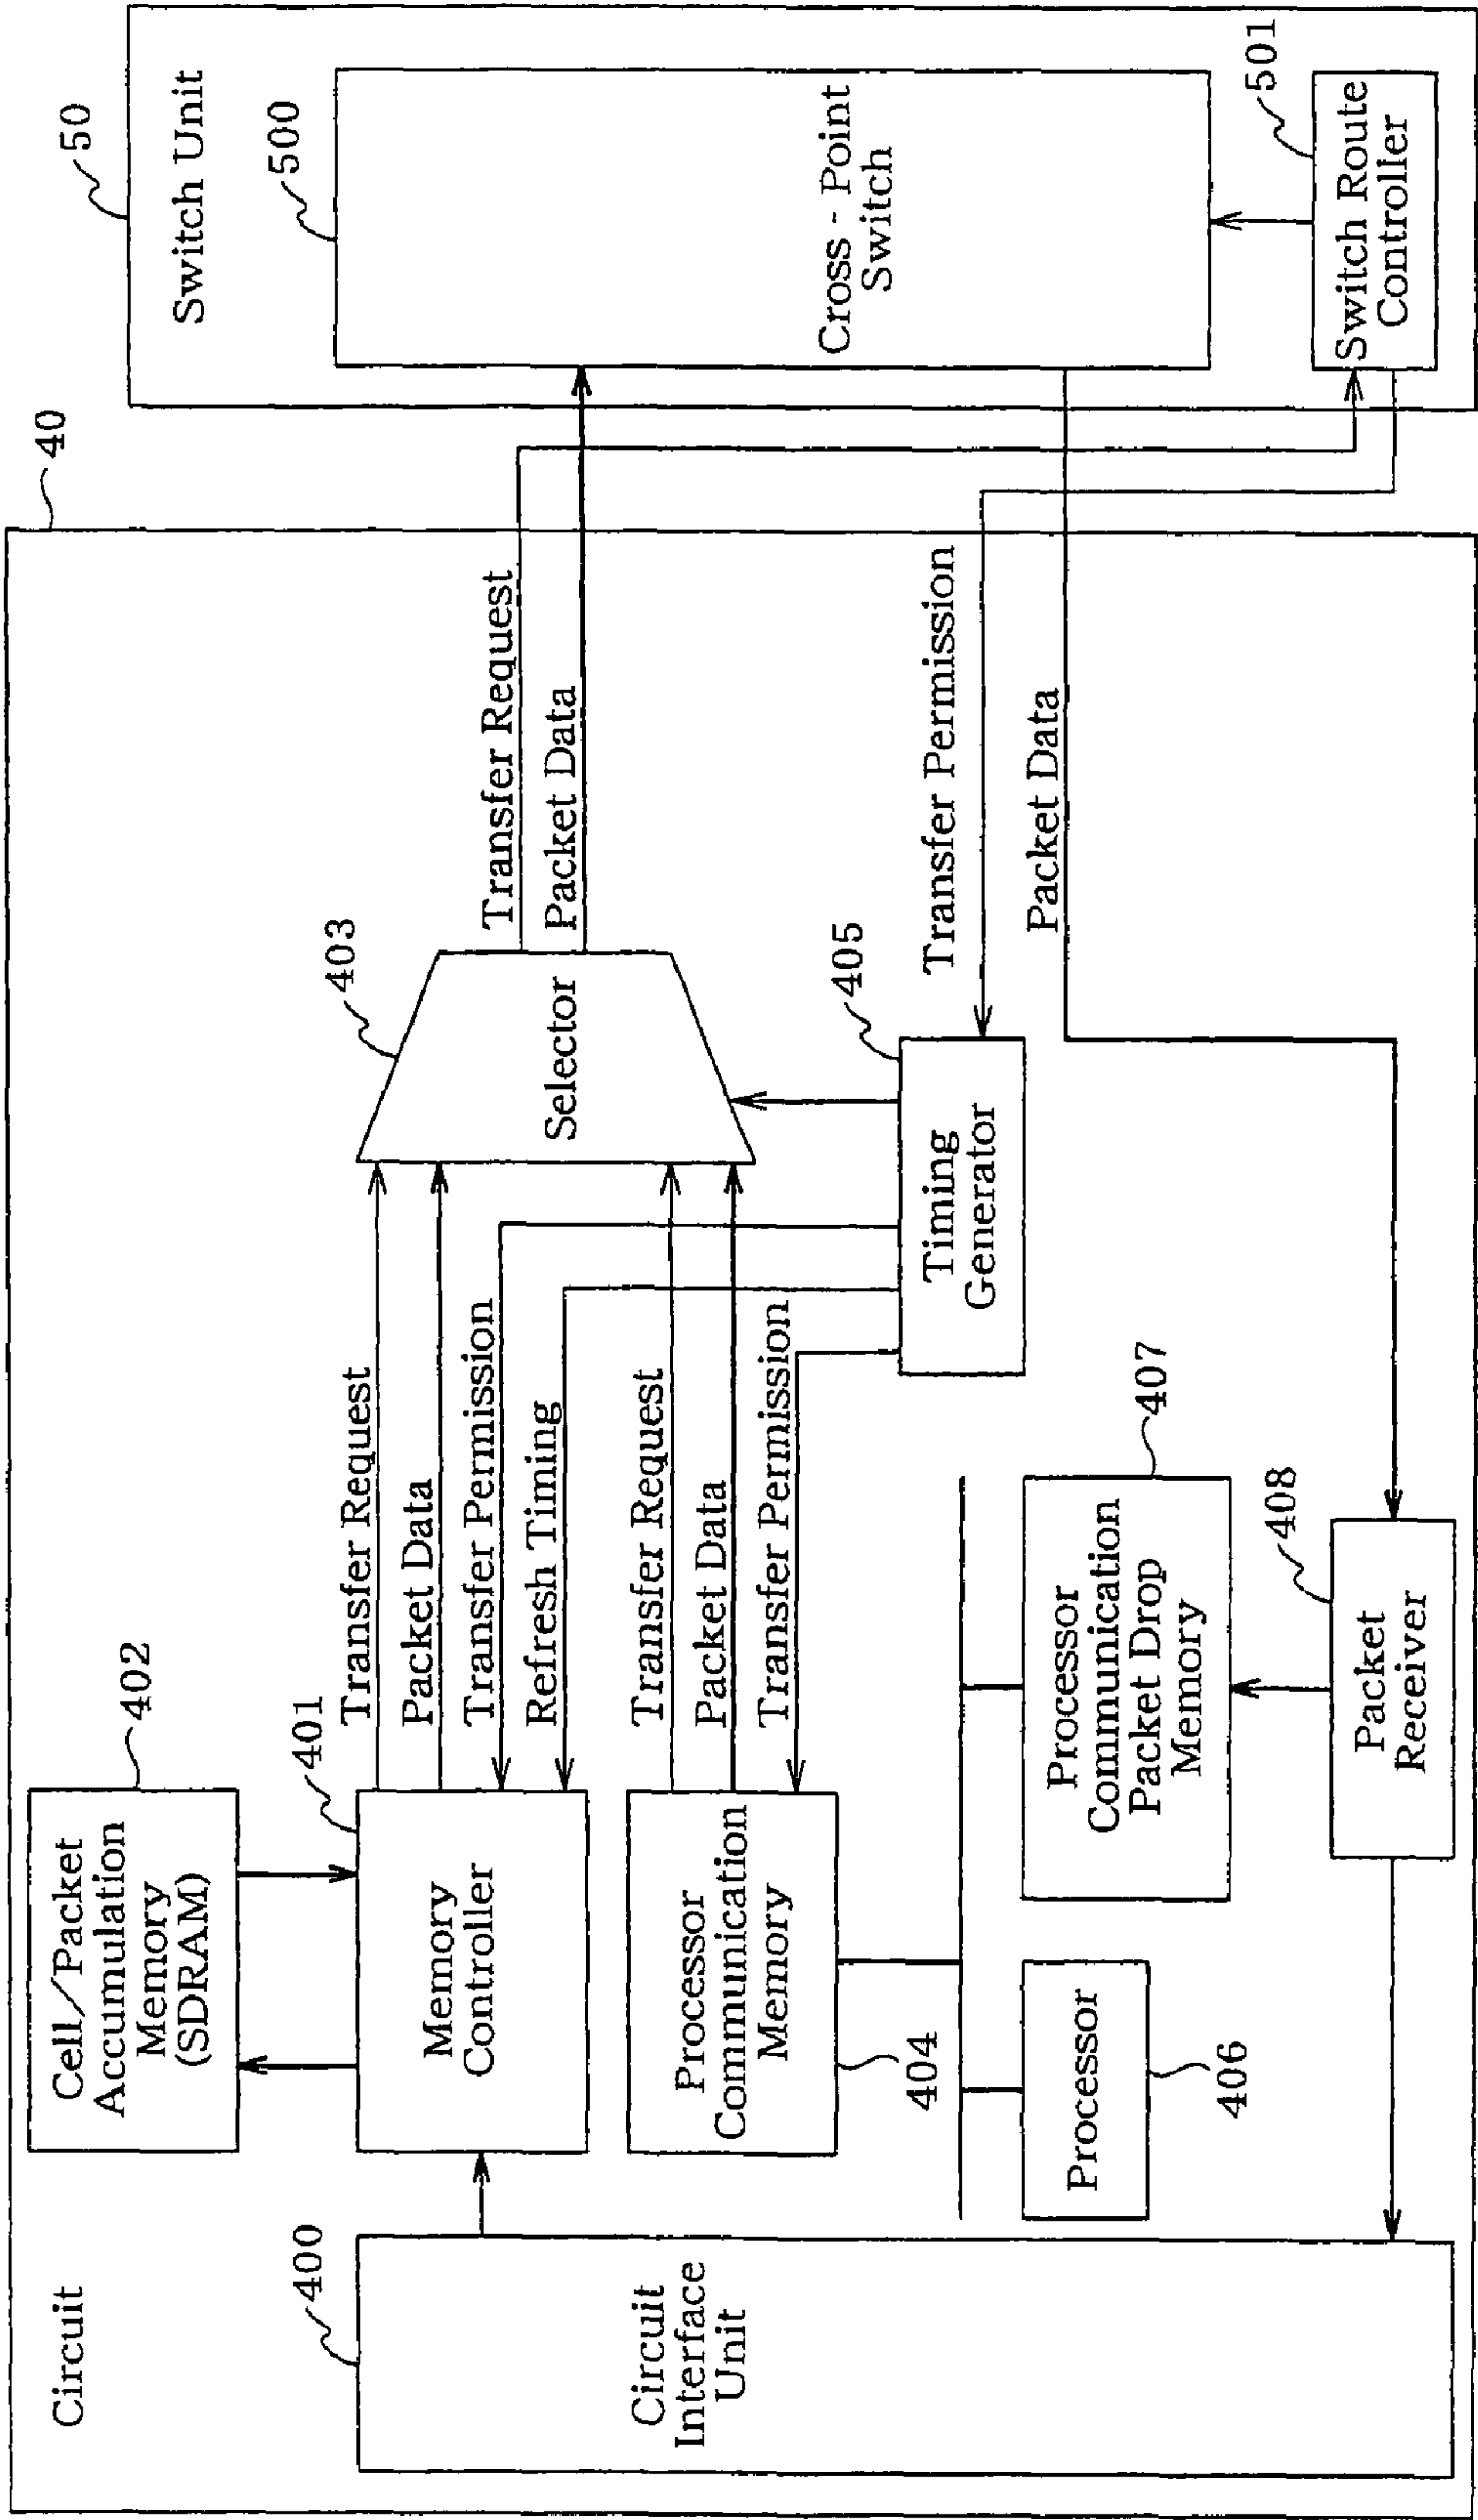 Circuit
40
400
Circuit
Interface
Unit
402
Cell/Packet
Accumulation
Memory
(SDRAM)
401
Memory
Controller
Transfer Request
Packet Data
Transfer Permission
Refresh Timing
Processor
Communication
Memory
404
Transfer Request
Packet Data
Transfer Permission
403
Selector
Transfer Request
Packet Data
405
Timing
Generator
Transfer Permission
Packet Data
Processor
406
407
Processor
Communication
Packet Drop
Memory
408
Packet
Receiver
50
Switch Unit
500
Cross - Point
Switch
501
Switch Route
Controller